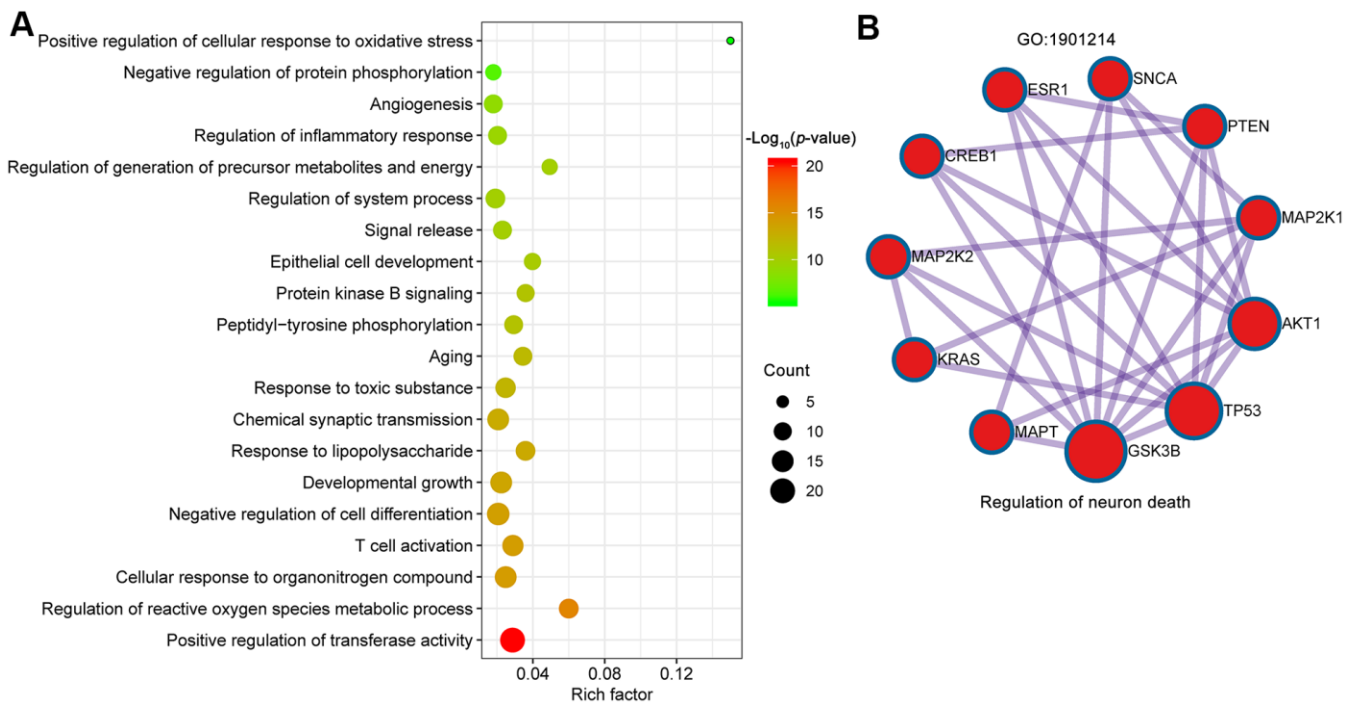 A
Positive regulation of cellular response to oxidative stress
Negative regulation of protein phosphorylation
Angiogenesis
Regulation of inflammatory response
Regulation of generation of precursor metabolites and energy
Regulation of system process
Signal release
Epithelial cell development
Protein kinase B signaling
Peptidyl−tyrosine phosphorylation
Aging
Response to toxic substance
Chemical synaptic transmission
Response to lipopolysaccharide
Developmental growth
Negative regulation of cell differentiation
T cell activation
Cellular response to organonitrogen compound
Regulation of reactive oxygen species metabolic process
Positive regulation of transferase activity
0.04 0.08 0.12
Rich factor
-Log10(p-value)
20
15
10
Count
5
10
15
20
B
GO:1901214
SNCA
ESR1
PTEN
CREB1
MAP2K1
MAP2K2
AKT1
KRAS
TP53
MAPT
GSK3B
Regulation of neuron death